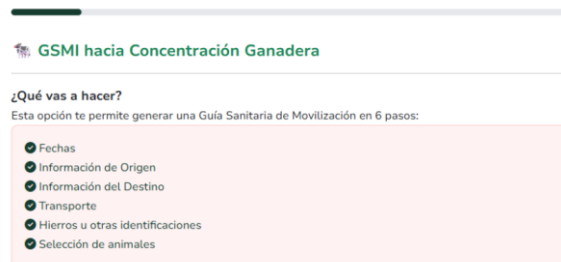 GSMI hacia Concentración Ganadera
¿Qué vas a hacer?
Esta opción te permite generar una Guía Sanitaria de Movilización en 6 pasos:
Fechas
Información de Origen
Información del Destino
Transporte
Hierros u otras identificaciones
Selección de animales